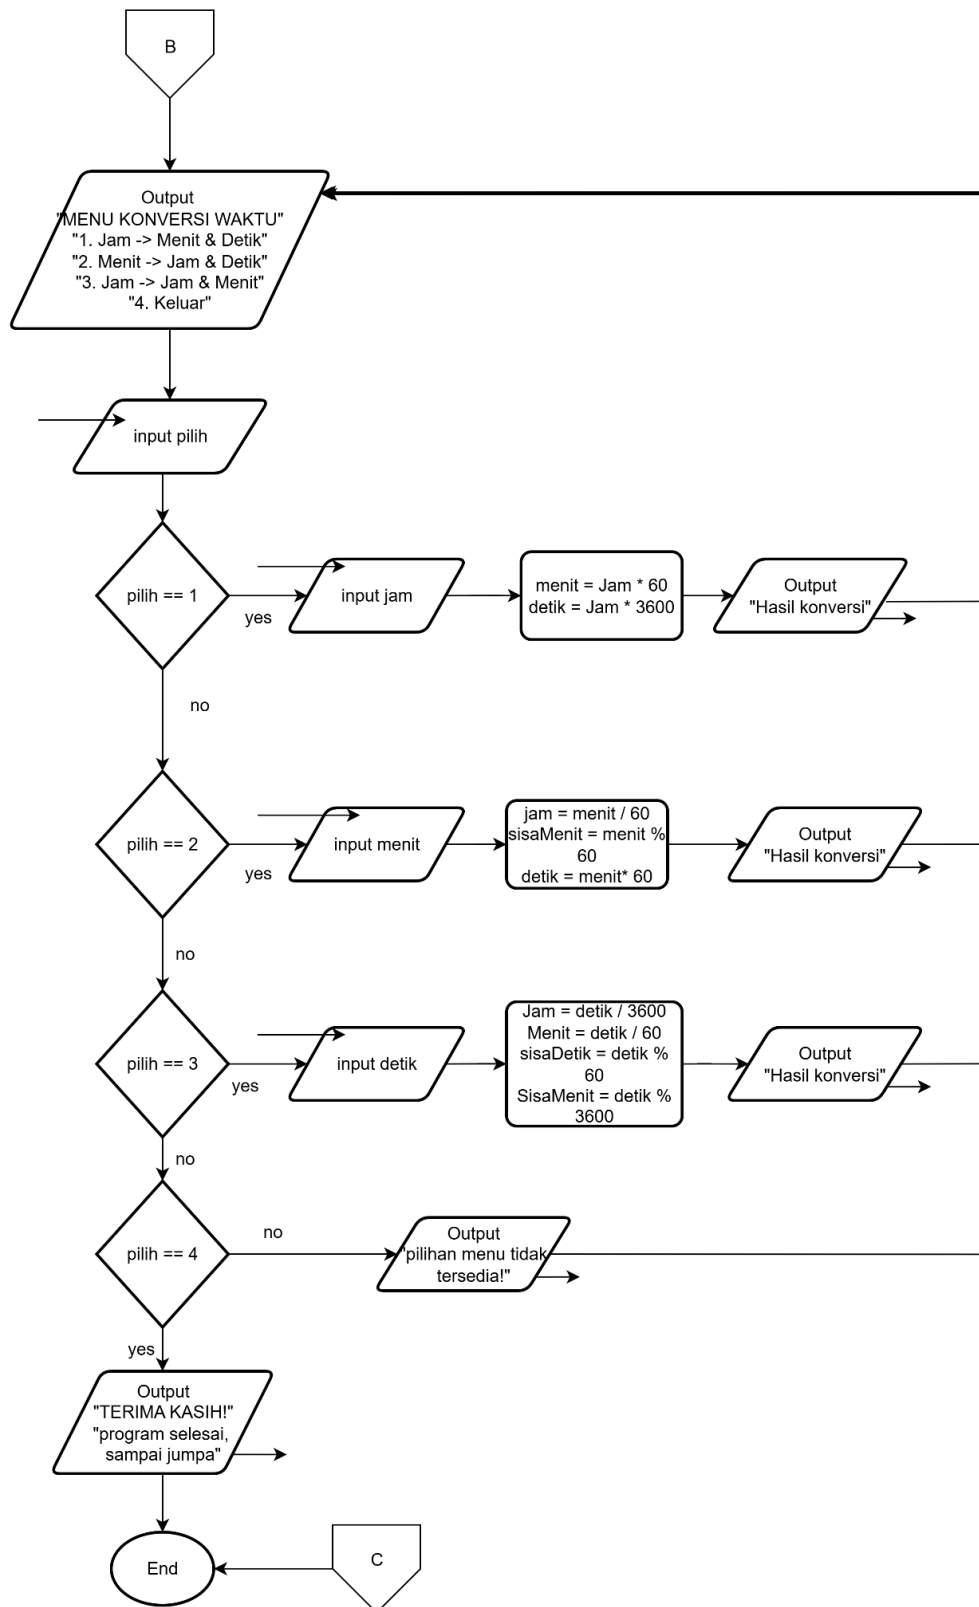 B
Output
"MENU KONVERSI WAKTU"
"1. Jam -> Menit & Detik"
"2. Menit -> Jam & Detik"
"3. Jam -> Jam & Menit"
"4. Keluar"
input pilih
pilih == 1
yes
input jam
menit = Jam * 60
detik = Jam * 3600
Output
"Hasil konversi"
no
pilih == 2
yes
input menit
jam = menit / 60
sisaMenit = menit %
60
detik = menit* 60
Output
"Hasil konversi"
no
pilih == 3
yes
input detik
Jam = detik / 3600
Menit = detik / 60
sisaDetik = detik %
60
SisaMenit = detik %
3600
Output
"Hasil konversi"
no
pilih == 4
no
Output
"pilihan menu tidak
tersedia!"
yes
Output
"TERIMA KASIH!"
"program selesai,
sampai jumpa"
End
C